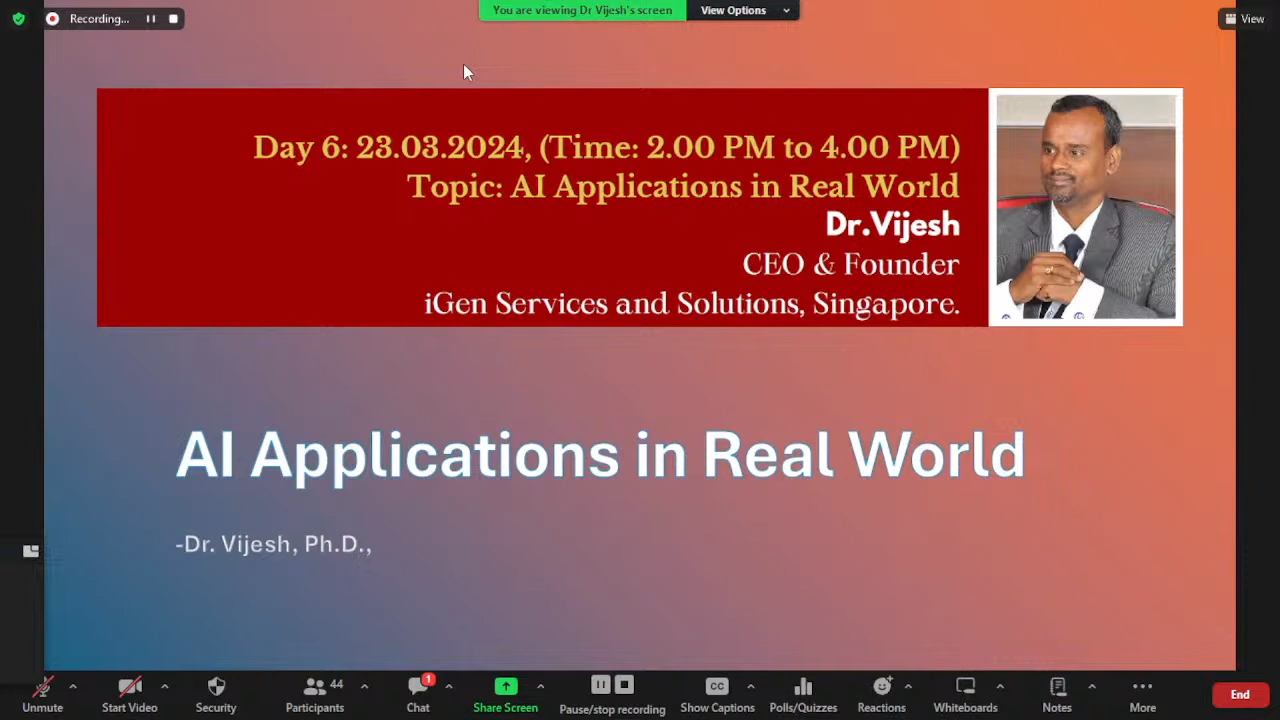 Recording...
You are viewing Dr Vijesh's screen
View Options
View
Day 6: 23.03.2024, (Time: 2.00 PM to 4.00 PM)
Topic: AI Applications in Real World
Dr.Vijesh
CEO & Founder
iGen Services and Solutions, Singapore.
AI Applications in Real World
-Dr. Vijesh, Ph.D.,
44
1
CC
Unmute
Start Video
Security
Participants
Chat
Share Screen
Pause/stop recording
Show Captions
Polls/Quizzes
Reactions
Whiteboards
Notes
More
End